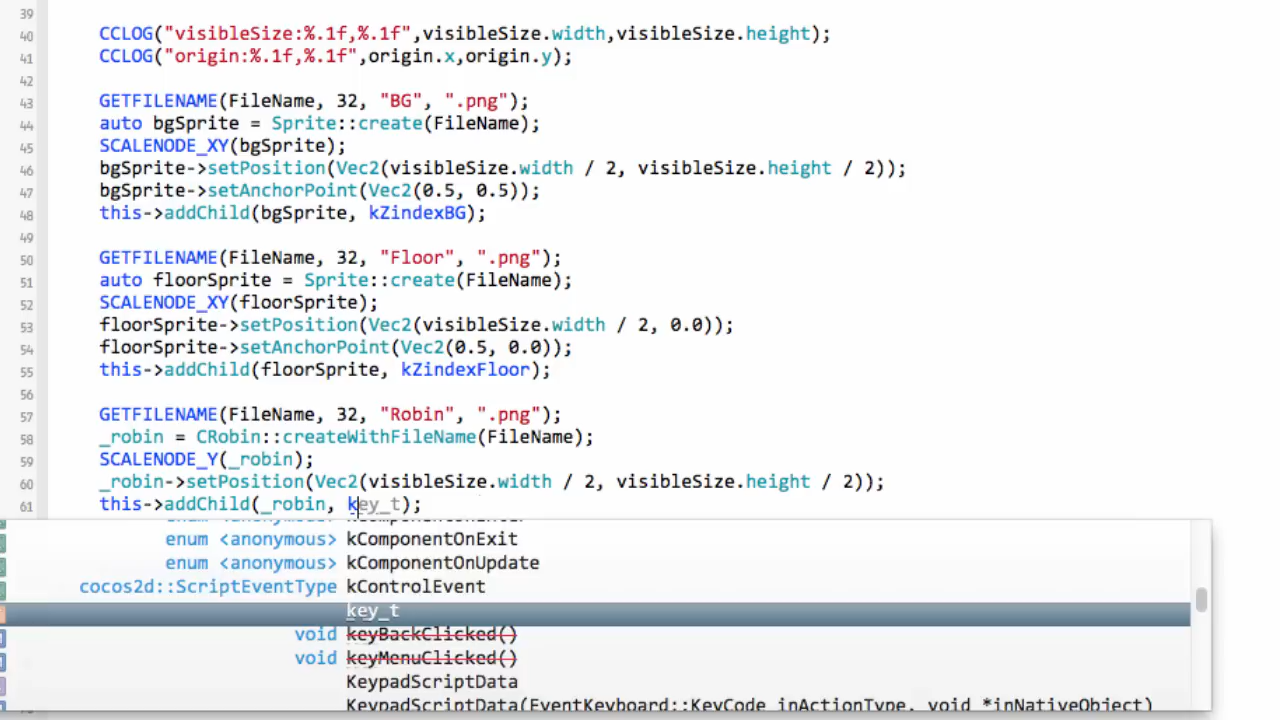 39
40 CCLOG("visibleSize:%.1f,%.1f",visibleSize.width,visibleSize.height);
41 CCLOG("origin:%.1f,%.1f",origin.x,origin.y);
42
43 GETFILENAME(FileName, 32, "BG", ".png");
44 auto bgSprite = Sprite::create(FileName);
45 SCALENODE_XY(bgSprite);
46 bgSprite->setPosition(Vec2(visibleSize.width / 2, visibleSize.height / 2));
47 bgSprite->setAnchorPoint(Vec2(0.5, 0.5));
48 this->addChild(bgSprite, kZindexBG);
49
50 GETFILENAME(FileName, 32, "Floor", ".png");
51 auto floorSprite = Sprite::create(FileName);
52 SCALENODE_XY(floorSprite);
53 floorSprite->setPosition(Vec2(visibleSize.width / 2, 0.0));
54 floorSprite->setAnchorPoint(Vec2(0.5, 0.0));
55 this->addChild(floorSprite, kZindexFloor);
56
57 GETFILENAME(FileName, 32, "Robin", ".png");
58 _robin = CRobin::createWithFileName(FileName);
59 SCALENODE_Y(_robin);
60 _robin->setPosition(Vec2(visibleSize.width / 2, visibleSize.height / 2));
61 this->addChild(_robin, key_t);
enum <anonymous> kComponentOnExit
enum <anonymous> kComponentOnUpdate
cocos2d::ScriptEventType kControlEvent
key_t
void keyBackClicked()
void keyMenuClicked()
KeypadScriptData
KeypadScriptData(EventKeyboard::KeyCode inActionType, void *inNativeObject)